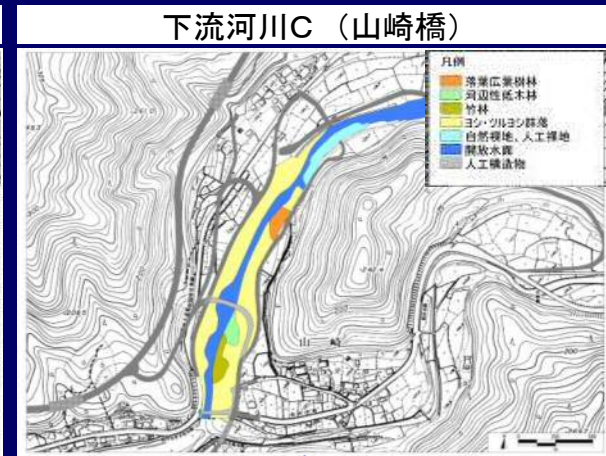 下流河川C （山崎橋）
凡例
落葉広葉樹林
河辺性低木林
竹林
ヨシ・ツルヨシ群落
自然裸地、人工裸地
開放水面
人工構造物
山 崎